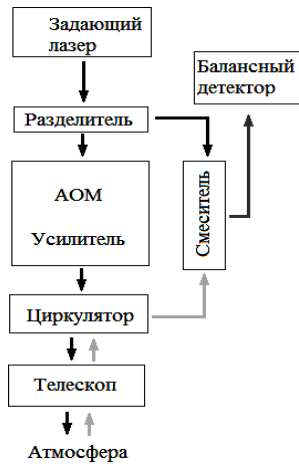 Задающий
лазер
Балансный
детектор
Разделитель
АОМ
Усилитель
Смеситель
Циркулятор
Телескоп
Атмосфера